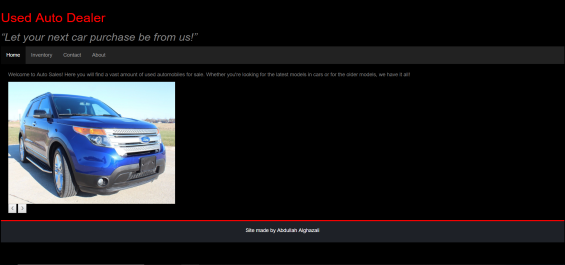 Used Auto Dealer
“Let your next car purchase be from us!”
Home Inventory Contact About
Welcome to Auto Sales! Here you will find a vast amount of used automobiles for sale. Whether you're looking for the latest models in cars or for the older models, we have it all!
Site made by Abdullah Alghazali